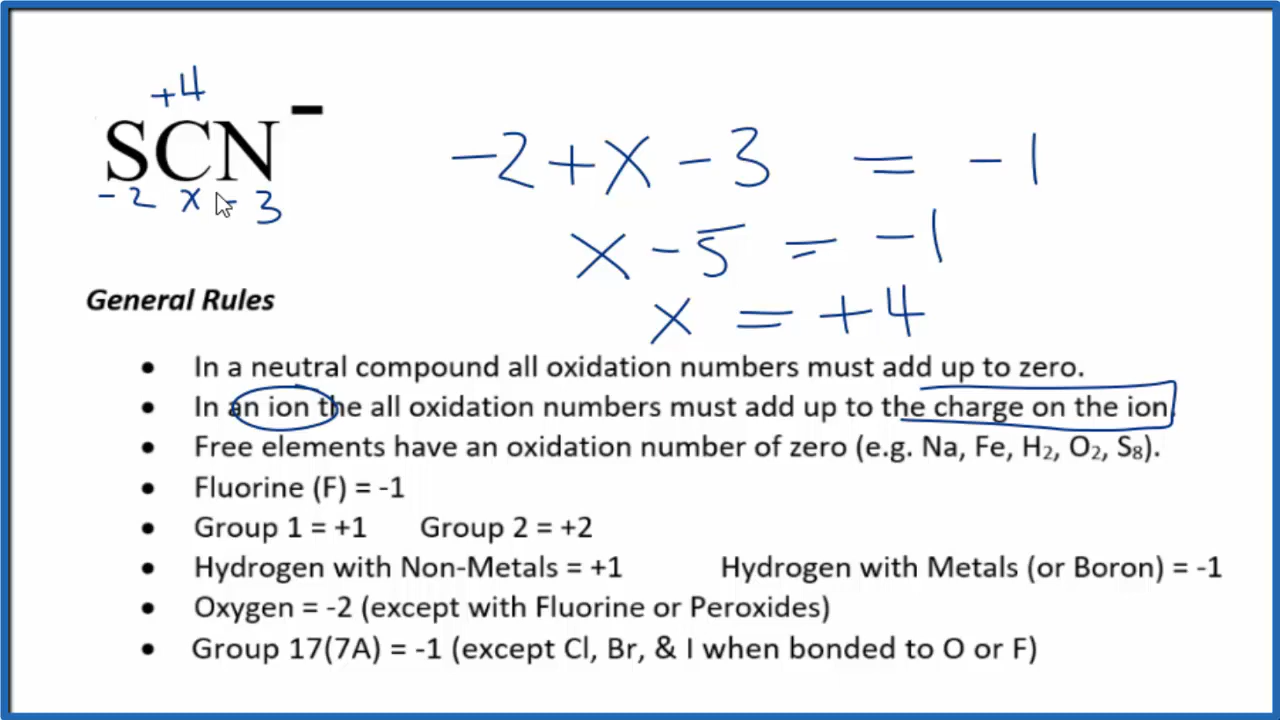 +4
SCN⁻
-2 x -3
-2+x-3 = -1
x-5 = -1
x = +4
General Rules
• In a neutral compound all oxidation numbers must add up to zero.
• In an ion the all oxidation numbers must add up to the charge on the ion.
• Free elements have an oxidation number of zero (e.g. Na, Fe, H₂, O₂, S₈).
• Fluorine (F) = -1
• Group 1 = +1 Group 2 = +2
• Hydrogen with Non-Metals = +1 Hydrogen with Metals (or Boron) = -1
• Oxygen = -2 (except with Fluorine or Peroxides)
• Group 17(7A) = -1 (except Cl, Br, & I when bonded to O or F)